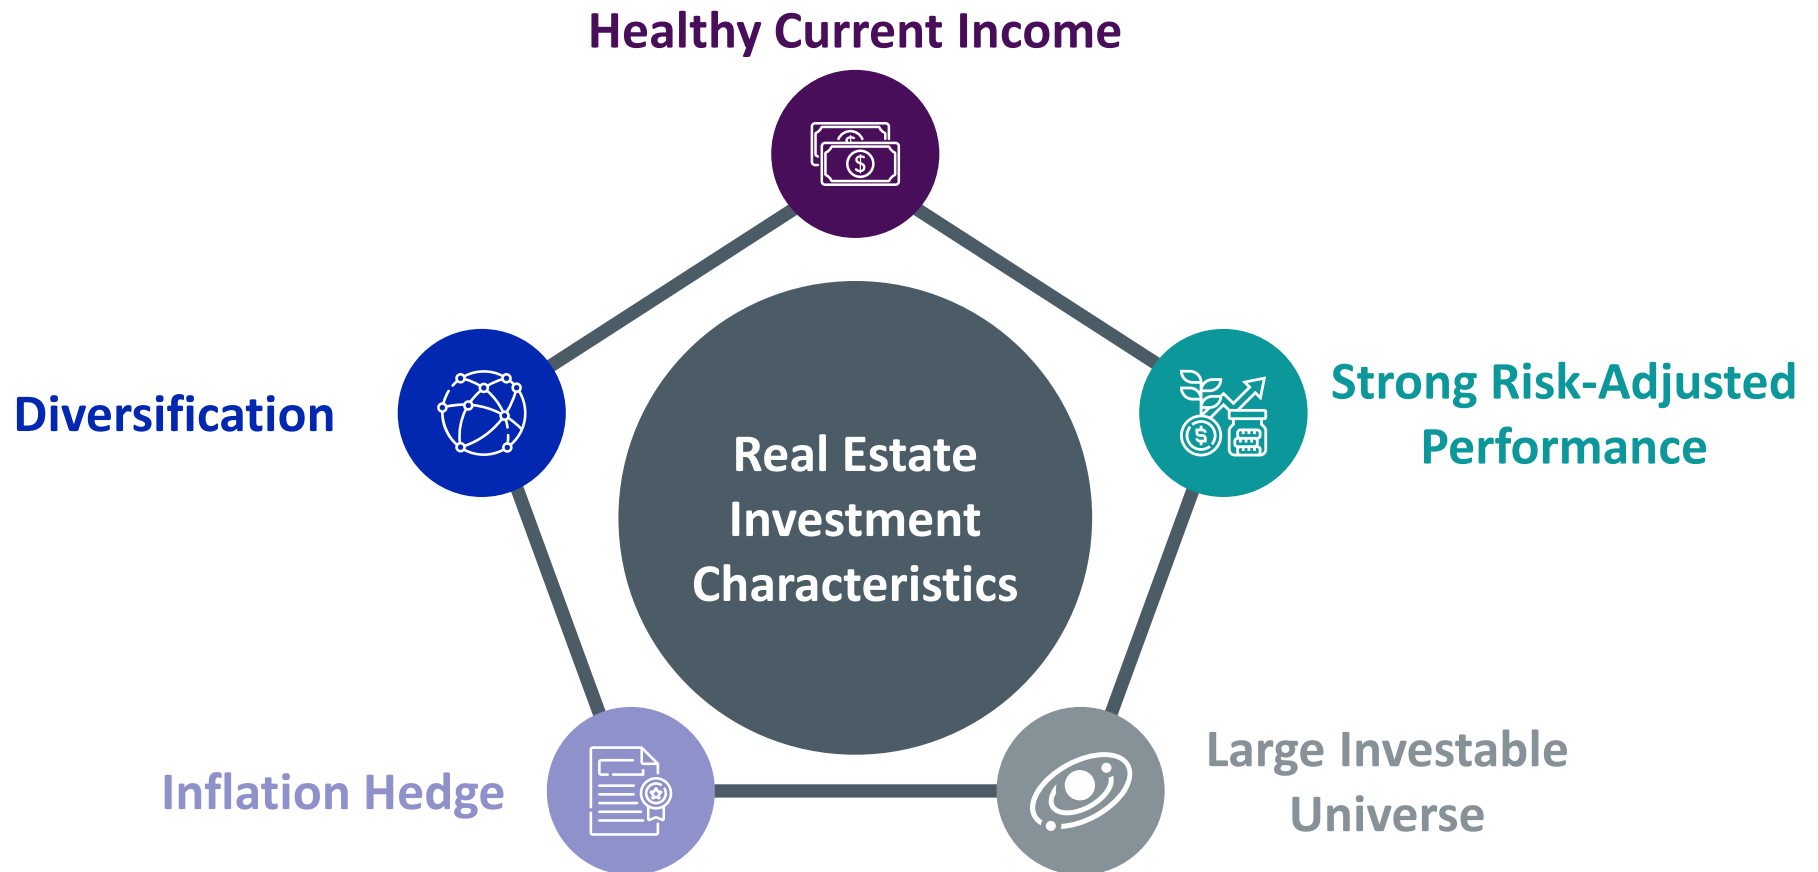 Healthy Current Income
Diversification
Strong Risk-Adjusted
Performance
Real Estate
Investment
Characteristics
Inflation Hedge
Large Investable
Universe
$
$
$